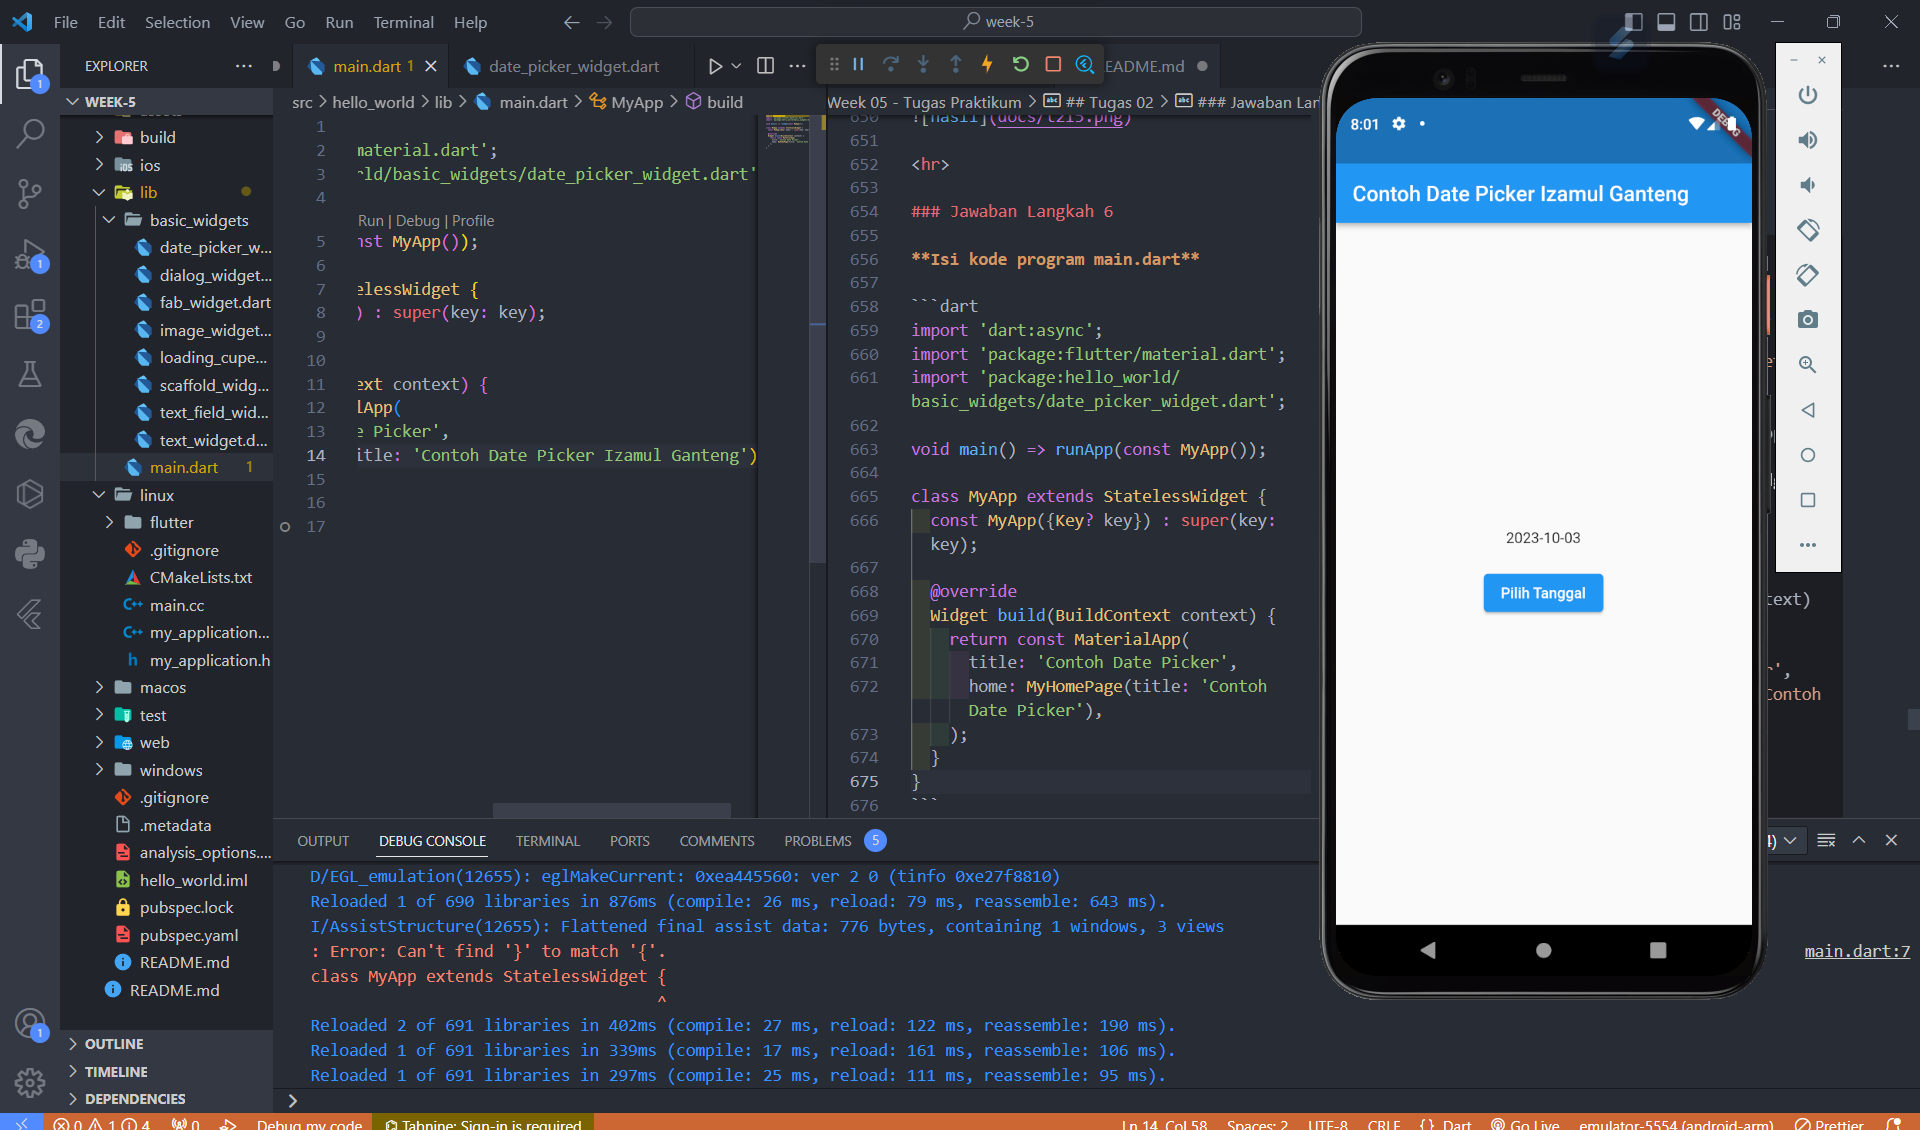 File Edit Selection View Go Run Terminal Help
week-5
EXPLORER
main.dart 1
date_picker_widget.dart
EADME.md
WEEK-5
build
ios
lib
basic_widgets
date_picker_w...
dialog_widget...
fab_widget.dart
image_widget...
loading_cupe...
scaffold_widg...
text_field_wid...
text_widget.d...
main.dart 1
linux
flutter
.gitignore
CMakeLists.txt
main.cc
my_application...
my_application.h
macos
test
web
windows
.gitignore
.metadata
analysis_options....
hello_world.iml
pubspec.lock
pubspec.yaml
README.md
README.md
OUTLINE
TIMELINE
DEPENDENCIES
src > hello_world > lib > main.dart > MyApp > build
1
2 material.dart';
3 rld/basic_widgets/date_picker_widget.dart'
4
Run | Debug | Profile
5 nst MyApp());
6
7 elessWidget {
8 ) : super(key: key);
9
10
11 ext context) {
12 lApp(
13 e Picker',
14 itle: 'Contoh Date Picker Izamul Ganteng')
15
16
17
Week 05 - Tugas Praktikum > ## Tugas 02 > ### Jawaban Lan
650 ![hasil](docs/t2l5.png)
651
652 <hr>
653
654 ### Jawaban Langkah 6
655
656 **Isi kode program main.dart**
657
658 ```dart
659 import 'dart:async';
660 import 'package:flutter/material.dart';
661 import 'package:hello_world/
basic_widgets/date_picker_widget.dart';
662
663 void main() => runApp(const MyApp());
664
665 class MyApp extends StatelessWidget {
666 const MyApp({Key? key}) : super(key:
key);
667
668 @override
669 Widget build(BuildContext context) {
670 return const MaterialApp(
671 title: 'Contoh Date Picker',
672 home: MyHomePage(title: 'Contoh
Date Picker'),
673 );
674 }
675 }
676 ```
OUTPUT DEBUG CONSOLE TERMINAL PORTS COMMENTS PROBLEMS 5
D/EGL_emulation(12655): eglMakeCurrent: 0xea445560: ver 2 0 (tinfo 0xe27f8810)
Reloaded 1 of 690 libraries in 876ms (compile: 26 ms, reload: 79 ms, reassemble: 643 ms).
I/AssistStructure(12655): Flattened final assist data: 776 bytes, containing 1 windows, 3 views
: Error: Can't find '}' to match '{'.
class MyApp extends StatelessWidget {
^
Reloaded 2 of 691 libraries in 402ms (compile: 27 ms, reload: 122 ms, reassemble: 190 ms).
Reloaded 1 of 691 libraries in 339ms (compile: 17 ms, reload: 161 ms, reassemble: 106 ms).
Reloaded 1 of 691 libraries in 297ms (compile: 25 ms, reload: 111 ms, reassemble: 95 ms).
main.dart:7
8:01
DEBUG
Contoh Date Picker Izamul Ganteng
2023-10-03
Pilih Tanggal
text)
r',
Contoh
4)
0 1 4 0 Debug my code Tabnine: Sign-in is required
Ln 14, Col 58 Spaces: 2 UTF-8 CRLF {} Dart Go Live emulator-5554 (android-arm) Prettier